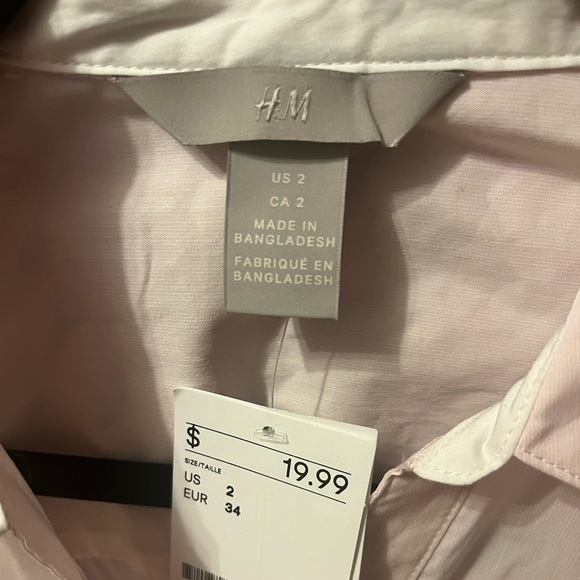 H&M
US 2
CA 2
MADE IN
BANGLADESH
FABRIQUÉ EN
BANGLADESH
$ 19.99
SIZE/TAILLE
US 2
EUR 34